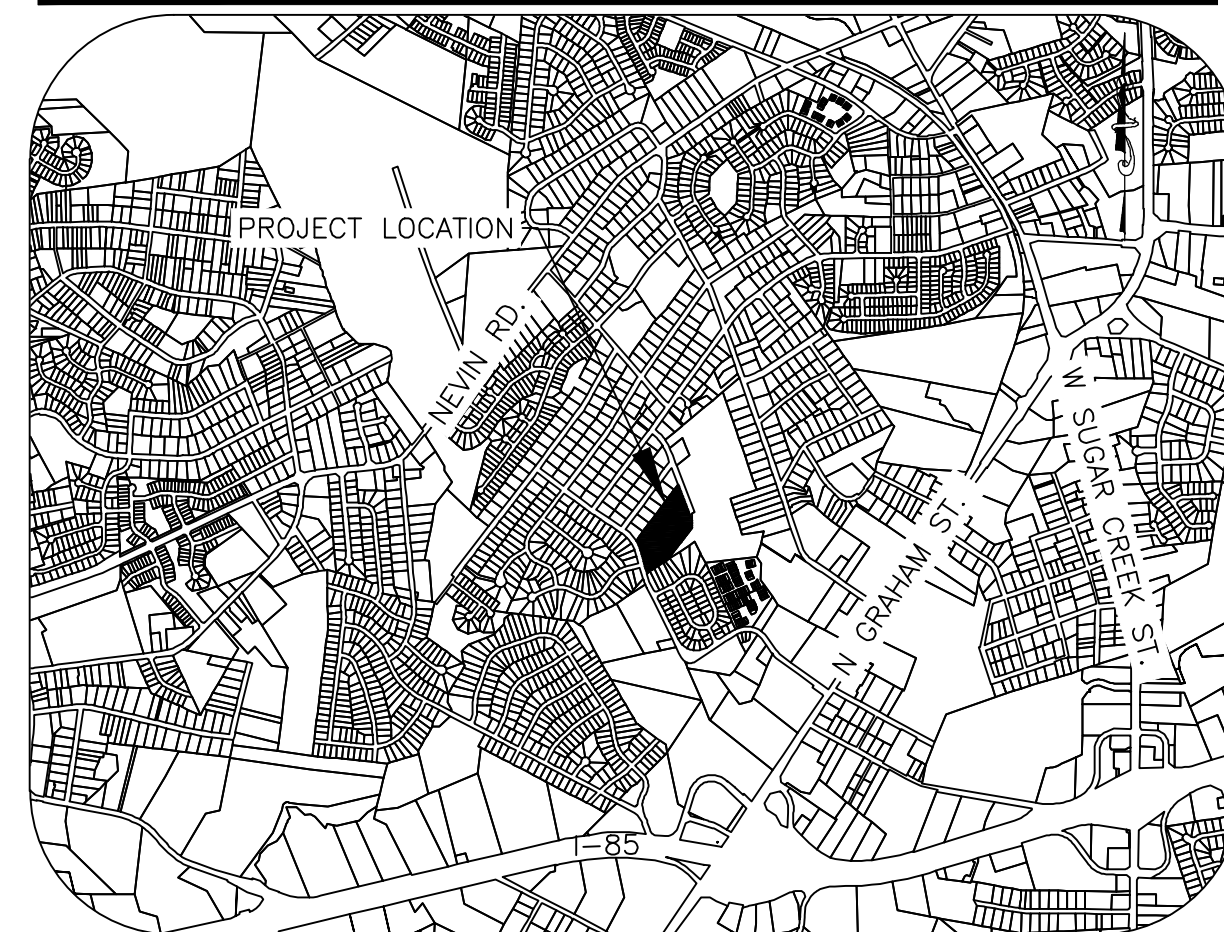 PROJECT LOCATION
NEVIN RD.
W SUGAR CREEK ST.
N GRAHAM ST.
I-85